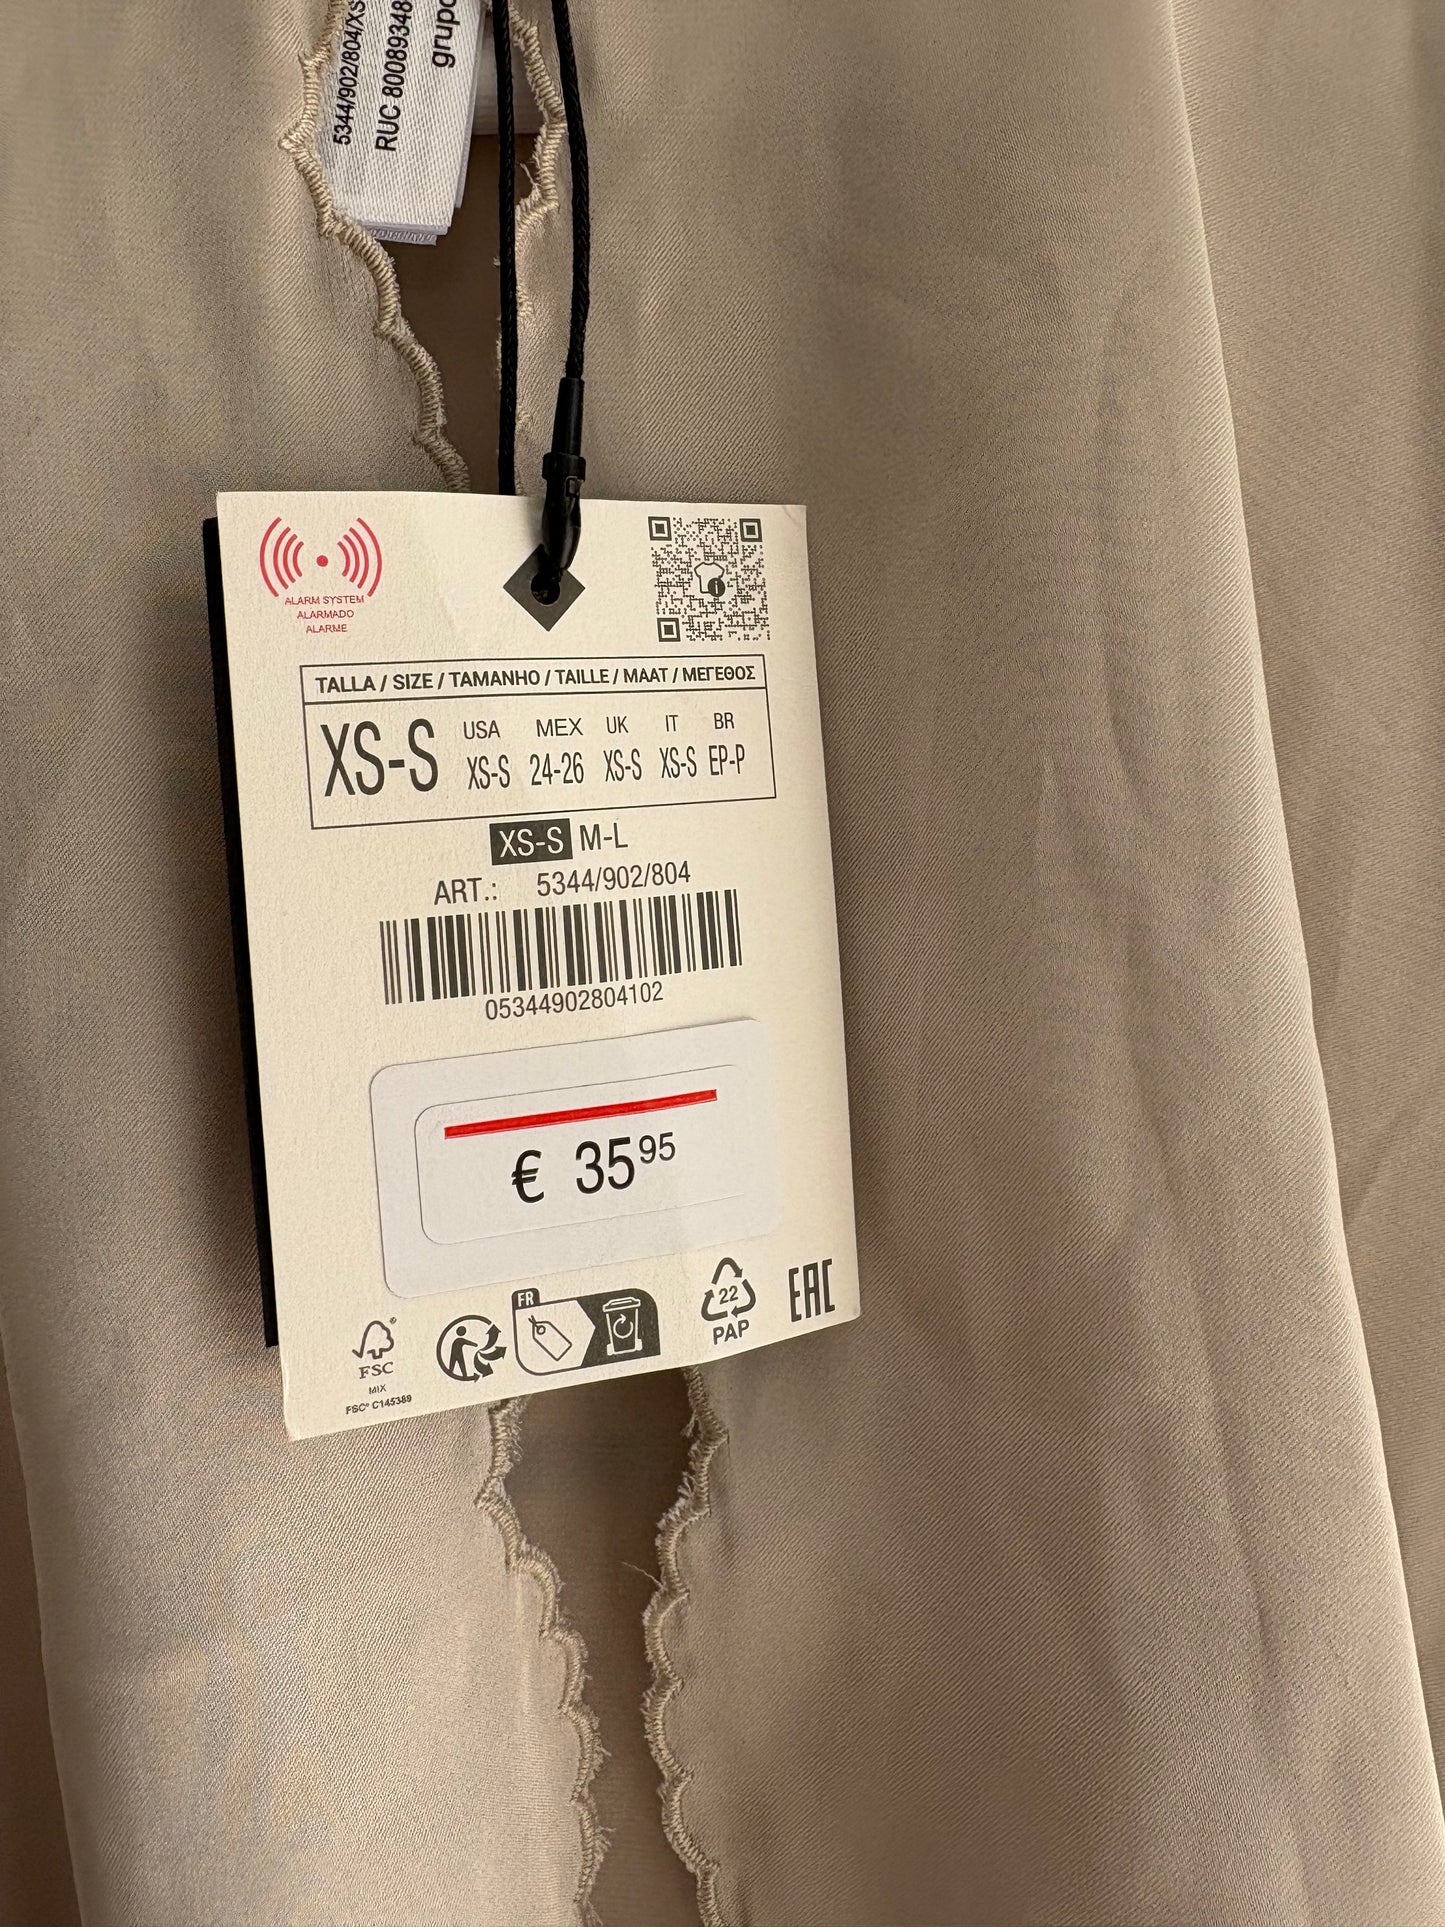 5344/902/804/XS
RUC 80089348
grupo
ALARM SYSTEM
ALARMADO
ALARME
TALLA / SIZE / TAMANHO / TAILLE / MAAT / ΜΕΓΕΘΟΣ
XS-S
USA MEX UK IT BR
XS-S 24-26 XS-S XS-S EP-P
XS-S M-L
ART.: 5344/902/804
05344902804102
€ 35⁹⁵
FR
22
PAP
EAC
FSC®
MIX
FSC® C145389